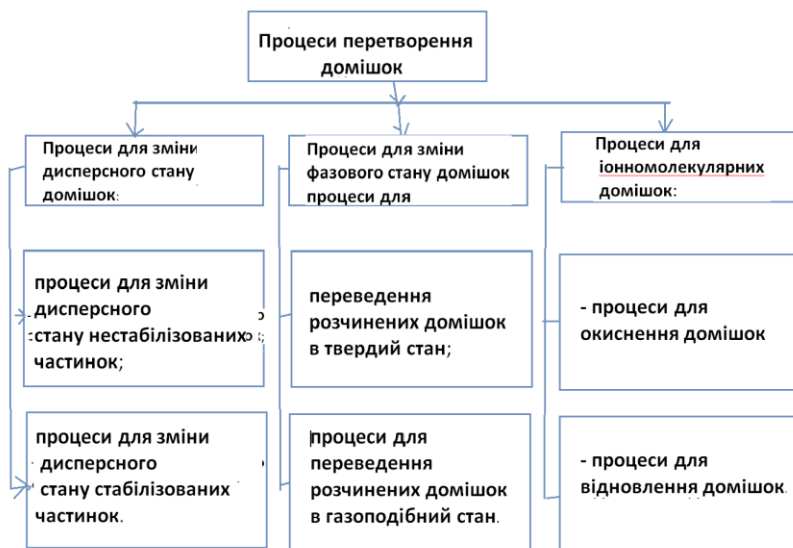 Процеси перетворення
домішок
Процеси для зміни
дисперсного стану
домішок:
Процеси для зміни
фазового стану домішок
процеси для
Процеси для
іонномолекулярних
домішок:
процеси для зміни
дисперсного
стану нестабілізованих
частинок;
переведення
розчинених домішок
в твердий стан;
- процеси для
окиснення домішок
процеси для зміни
дисперсного
стану стабілізованих
частинок.
процеси для
переведення
розчинених домішок
в газоподібний стан.
- процеси для
відновлення домішок.